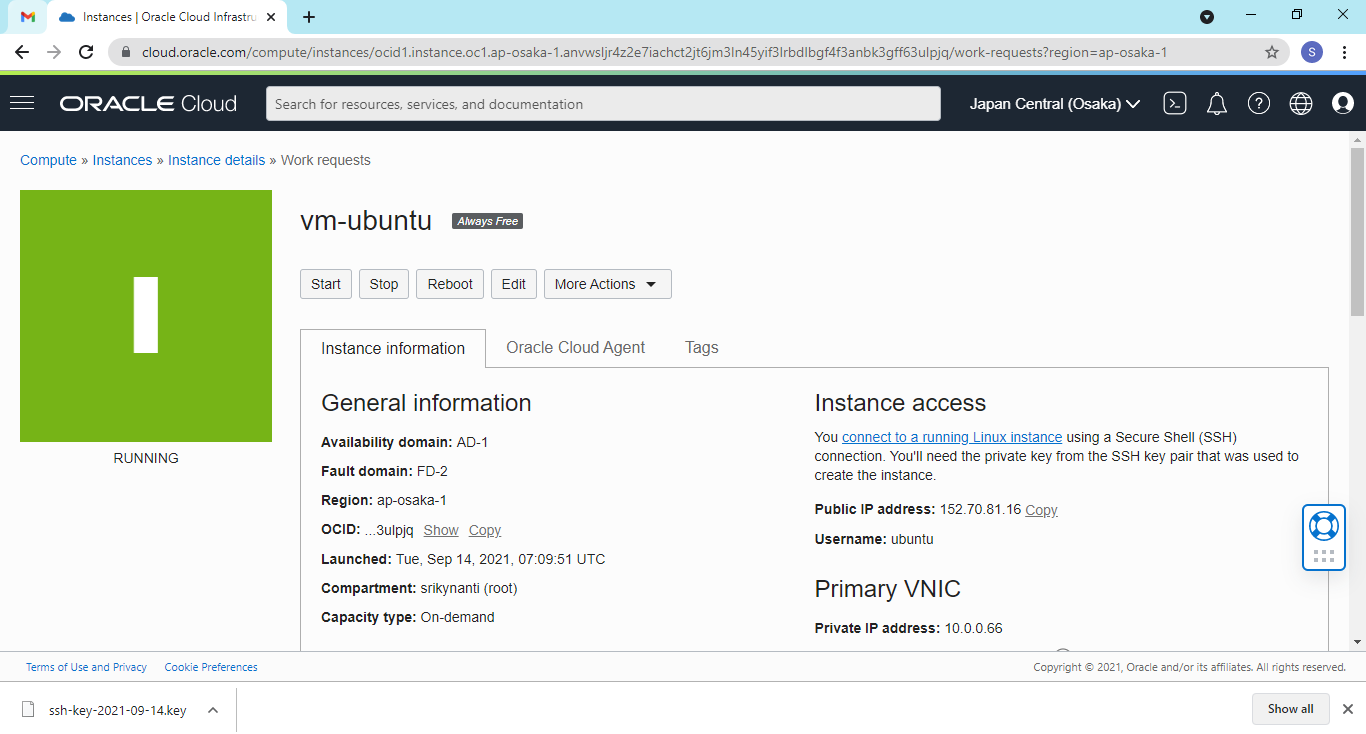 Instances | Oracle Cloud Infrastru
cloud.oracle.com/compute/instances/ocid1.instance.oc1.ap-osaka-1.anvwsljr4z2e7iachct2jt6jm3ln45yif3lrbdlbgf4f3anbk3gff63ulpjq/work-requests?region=ap-osaka-1
S
ORACLE Cloud
Search for resources, services, and documentation
Japan Central (Osaka)
Compute » Instances » Instance details » Work requests
I
RUNNING
vm-ubuntu
Always Free
Start Stop Reboot Edit More Actions
Instance information Oracle Cloud Agent Tags
General information
Availability domain: AD-1
Fault domain: FD-2
Region: ap-osaka-1
OCID: ...3ulpjq Show Copy
Launched: Tue, Sep 14, 2021, 07:09:51 UTC
Compartment: srikynanti (root)
Capacity type: On-demand
Instance access
You connect to a running Linux instance using a Secure Shell (SSH)
connection. You'll need the private key from the SSH key pair that was used to
create the instance.
Public IP address: 152.70.81.16 Copy
Username: ubuntu
Primary VNIC
Private IP address: 10.0.0.66
Terms of Use and Privacy Cookie Preferences
Copyright © 2021, Oracle and/or its affiliates. All rights reserved.
ssh-key-2021-09-14.key
Show all